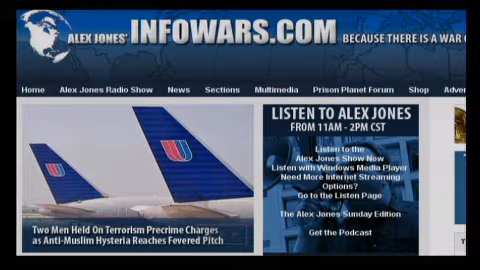 ALEX JONES' INFOWARS.COM BECAUSE THERE IS A WAR
Home Alex Jones Radio Show News Sections Multimedia Prison Planet Forum Shop
Two Men Held On Terrorism Precrime Charges
as Anti-Muslim Hysteria Reaches Fevered Pitch
LISTEN TO ALEX JONES
FROM 11AM - 2PM CST
Listen to the
Alex Jones Show Now
Listen with Windows Media Player
Need More Internet Streaming
Options?
Go to the Listen Page
The Alex Jones Sunday Edition
Get the Podcast